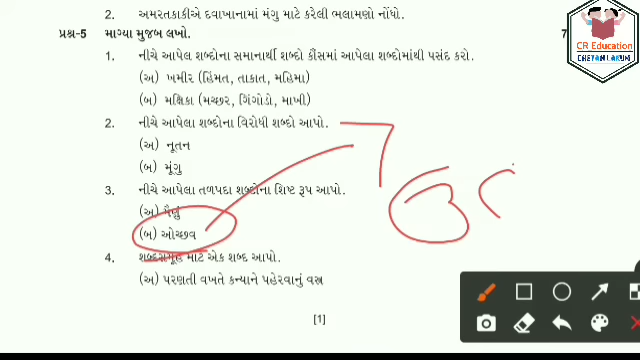 2. અમરતકાકીએ દવાખાનામાં મંગુ માટે કરેલી ભલામણો નોંધો.
પ્રશ્ન-5 માગ્યા મુજબ લખો. 7
1. નીચે આપેલ શબ્દોના સમાનાર્થી શબ્દો કૌંસમાં આપેલા શબ્દોમાંથી પસંદ કરો.
(અ) ખમીર (હિંમત, તાકાત, મહિમા)
(બ) મક્ષિકા (મચ્છર, ગિંગોડો, માખી)
2. નીચે આપેલા શબ્દોના વિરોધી શબ્દો આપો.
(અ) નૂતન
(બ) મૂંગુ
3. નીચે આપેલા તળપદા શબ્દોના શિષ્ટ રૂપ આપો.
(અ) પૈણું
(બ) ઓચ્છવ
4. શબ્દસમૂહ માટે એક શબ્દ આપો.
(અ) પરણતી વખતે કન્યાને પહેરવાનું વસ્ત્ર
[1]
CR Education
CHETAN LAKUM